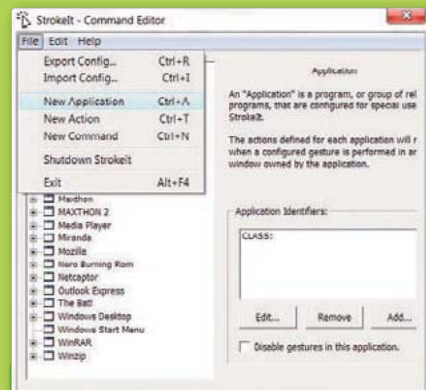 StrokeIt - Command Editor
File Edit Help
Export Config... Ctrl+R
Import Config... Ctrl+I
New Application Ctrl+A
New Action Ctrl+T
New Command Ctrl+N
Shutdown StrokeIt
Exit Alt+F4
Maxthon
MAXTHON 2
Media Player
Miranda
Mozilla
Nero Burning Rom
Netcaptor
Outlook Express
The Bat!
Windows Desktop
Windows Start Menu
WinRAR
Winzip
Application
An "Application" is a program, or group of rel
programs, that are configured for special use
StrokeIt.
The actions defined for each application will r
when a configured gesture is performed in ar
window owned by the application.
Application Identifiers:
CLASS:
Edit... Remove Add...
Disable gestures in this application.